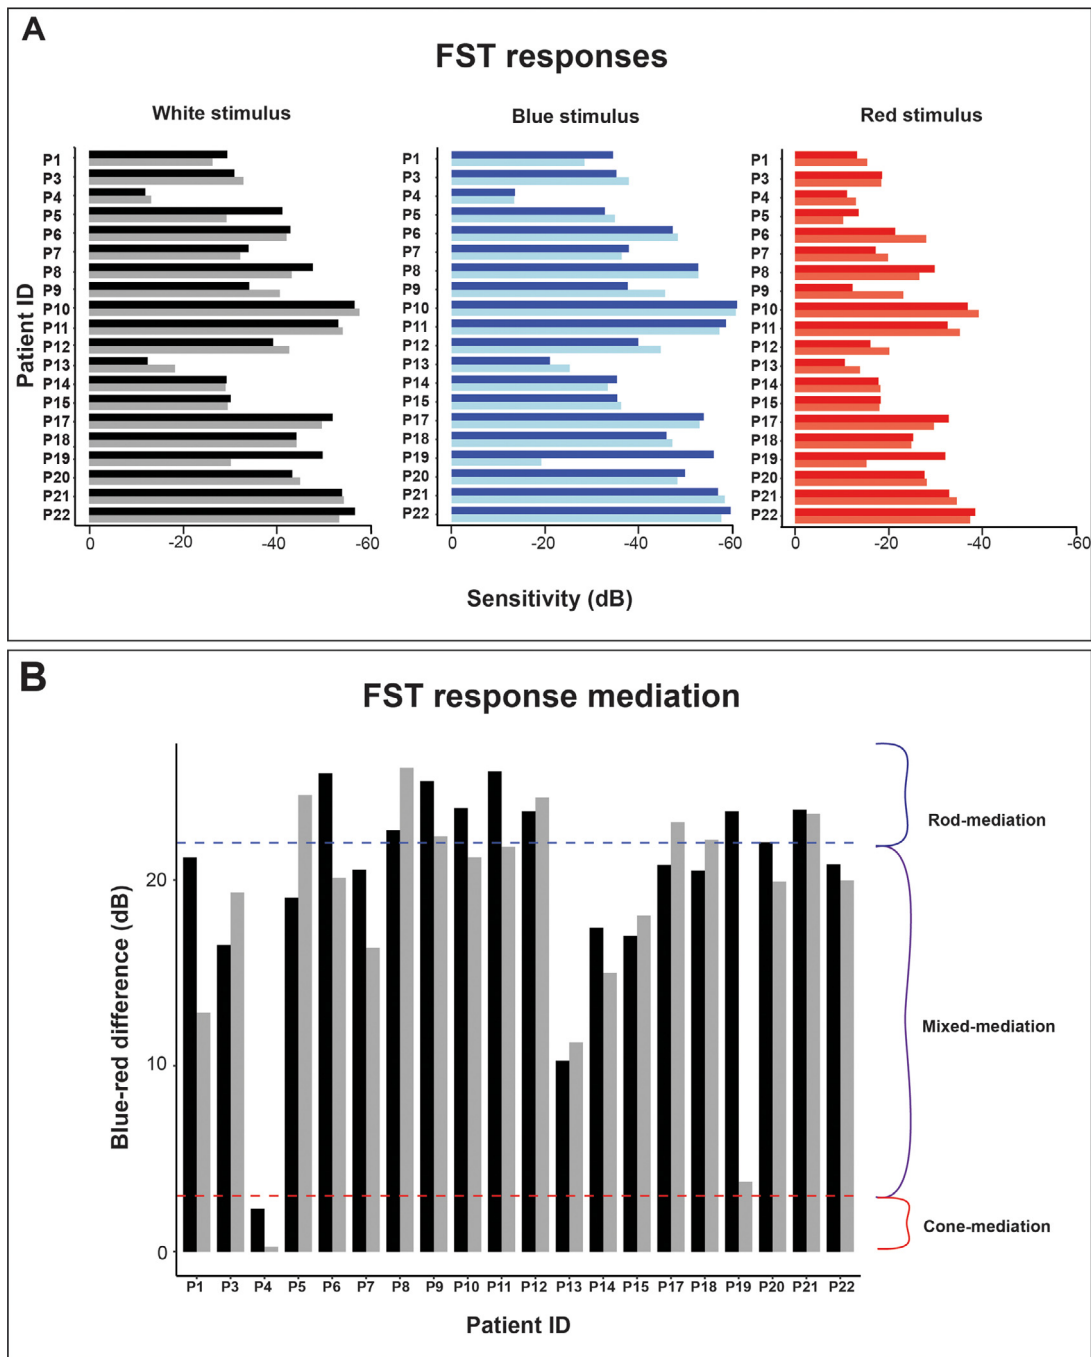 A
FST responses
White stimulus
Blue stimulus
Red stimulus
Patient ID
P1
P3
P4
P5
P6
P7
P8
P9
P10
P11
P12
P13
P14
P15
P17
P18
P19
P20
P21
P22
0 -20 -40 -60
P1
P3
P4
P5
P6
P7
P8
P9
P10
P11
P12
P13
P14
P15
P17
P18
P19
P20
P21
P22
0 -20 -40 -60
P1
P3
P4
P5
P6
P7
P8
P9
P10
P11
P12
P13
P14
P15
P17
P18
P19
P20
P21
P22
0 -20 -40 -60
Sensitivity (dB)
B
FST response mediation
Blue-red difference (dB)
20
10
0
Rod-mediation
Mixed-mediation
Cone-mediation
P1 P3 P4 P5 P6 P7 P8 P9 P10 P11 P12 P13 P14 P15 P17 P18 P19 P20 P21 P22
Patient ID